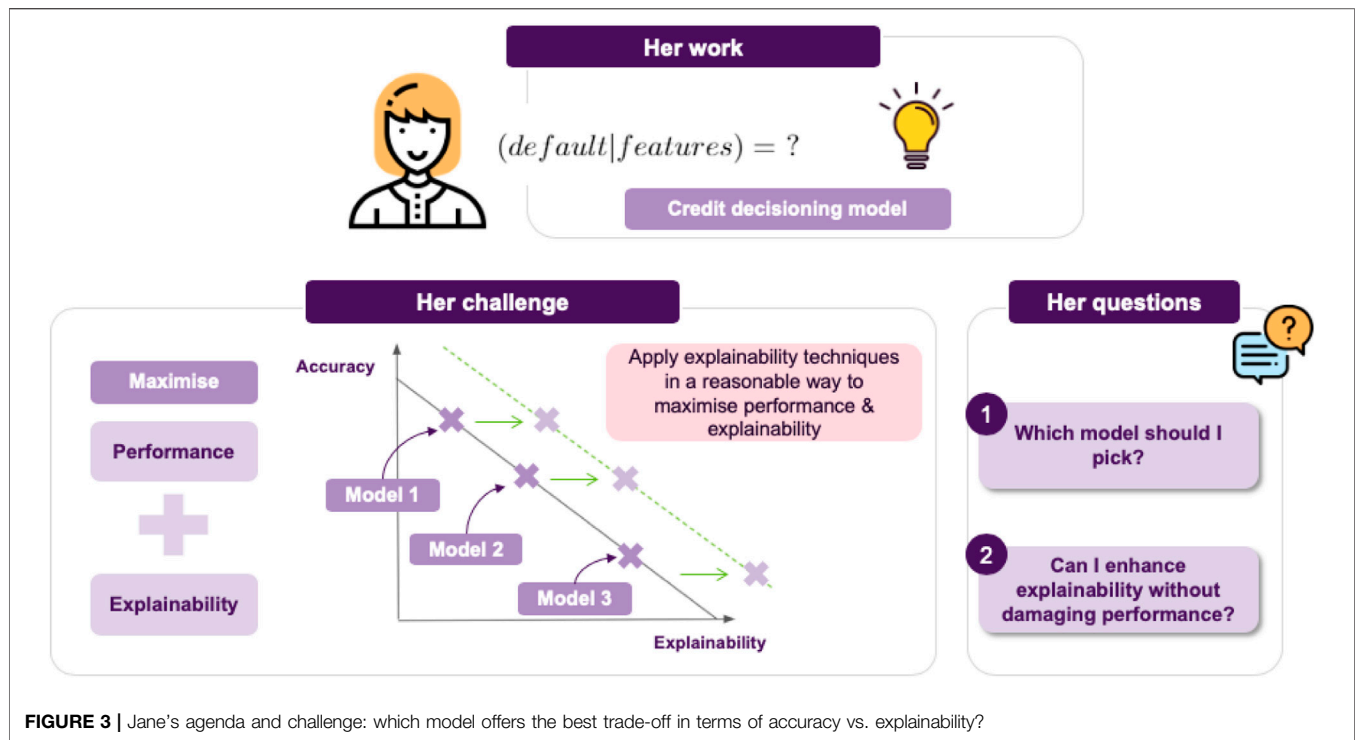 Her work
(default|features) = ?
Credit decisioning model
Her challenge
Maximise
Performance
Explainability
Accuracy
Model 1
Model 2
Model 3
Explainability
Apply explainability techniques
in a reasonable way to
maximise performance &
explainability
Her questions
?
1
Which model should I
pick?
2
Can I enhance
explainability without
damaging performance?
FIGURE 3 | Jane's agenda and challenge: which model offers the best trade-off in terms of accuracy vs. explainability?